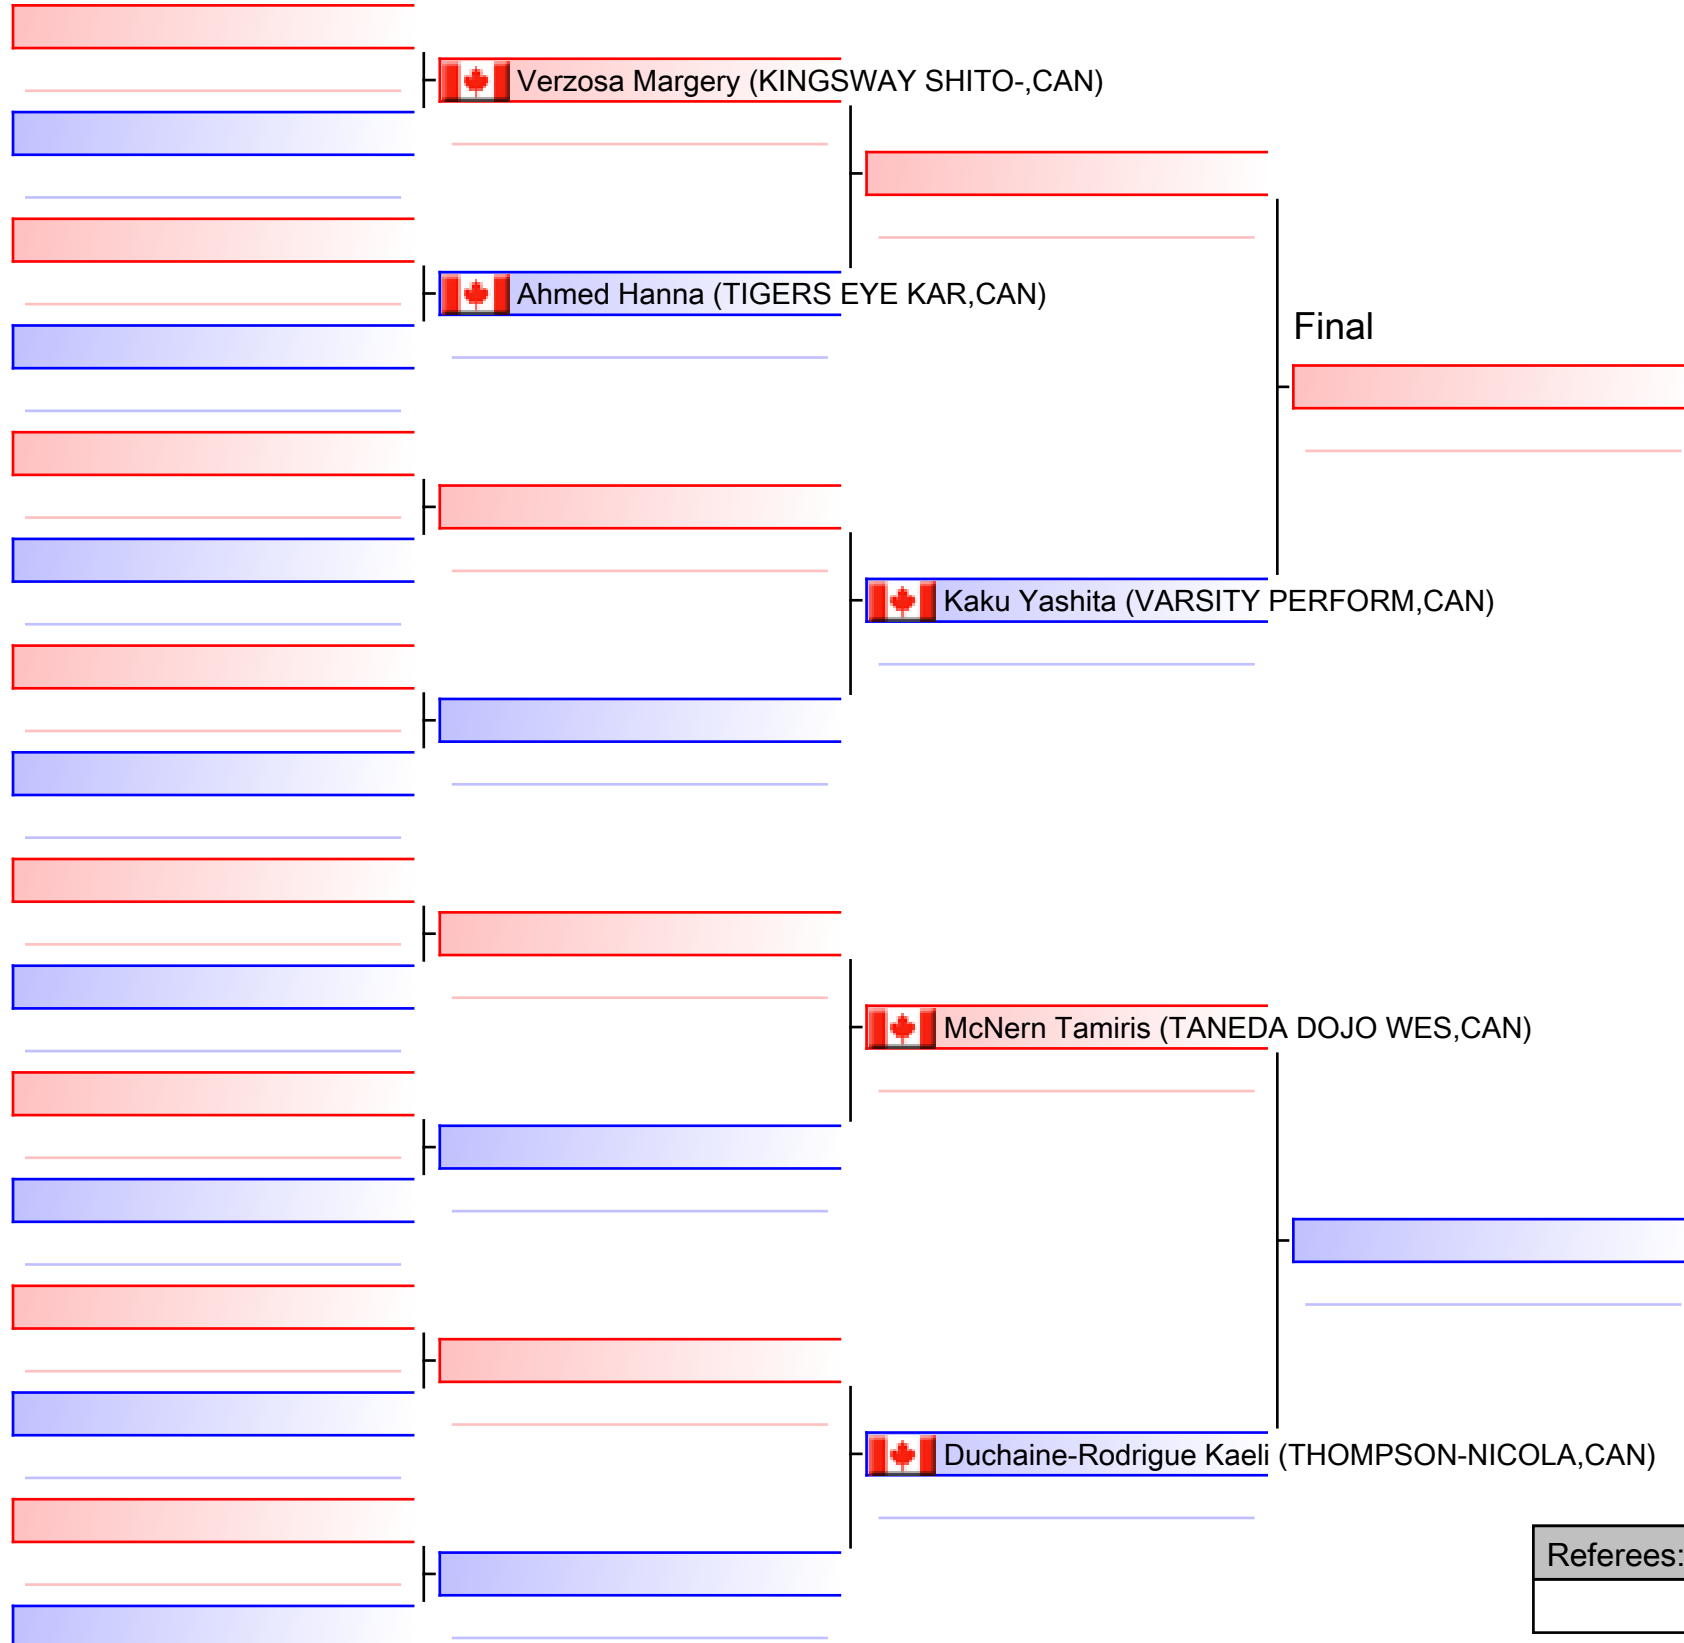 Verzosa Margery (KINGSWAY SHITO-,CAN)
Ahmed Hanna (TIGERS EYE KAR,CAN)
Final
Kaku Yashita (VARSITY PERFORM,CAN)
McNern Tamiris (TANEDA DOJO WES,CAN)
Duchaine-Rodrigue Kaeli (THOMPSON-NICOLA,CAN)
Referees: